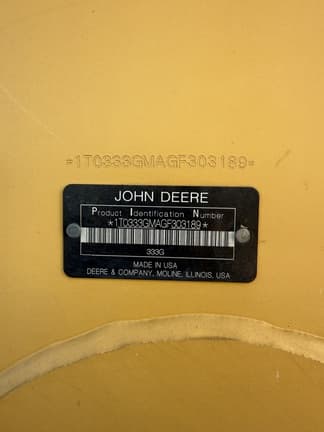 *1T0333GMAGF303189*
JOHN DEERE
Product Identification Number
*1T0333GMAGF303189*
333G
MADE IN USA
DEERE & COMPANY, MOLINE, ILLINOIS, USA